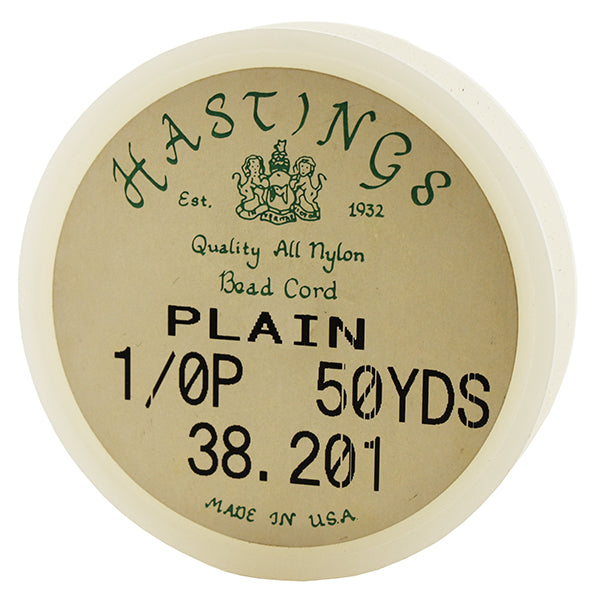 HASTINGS
Est. 1932
Quality All Nylon
Bead Cord
PLAIN
1/0P 50YDS
38.201
MADE IN U.S.A.